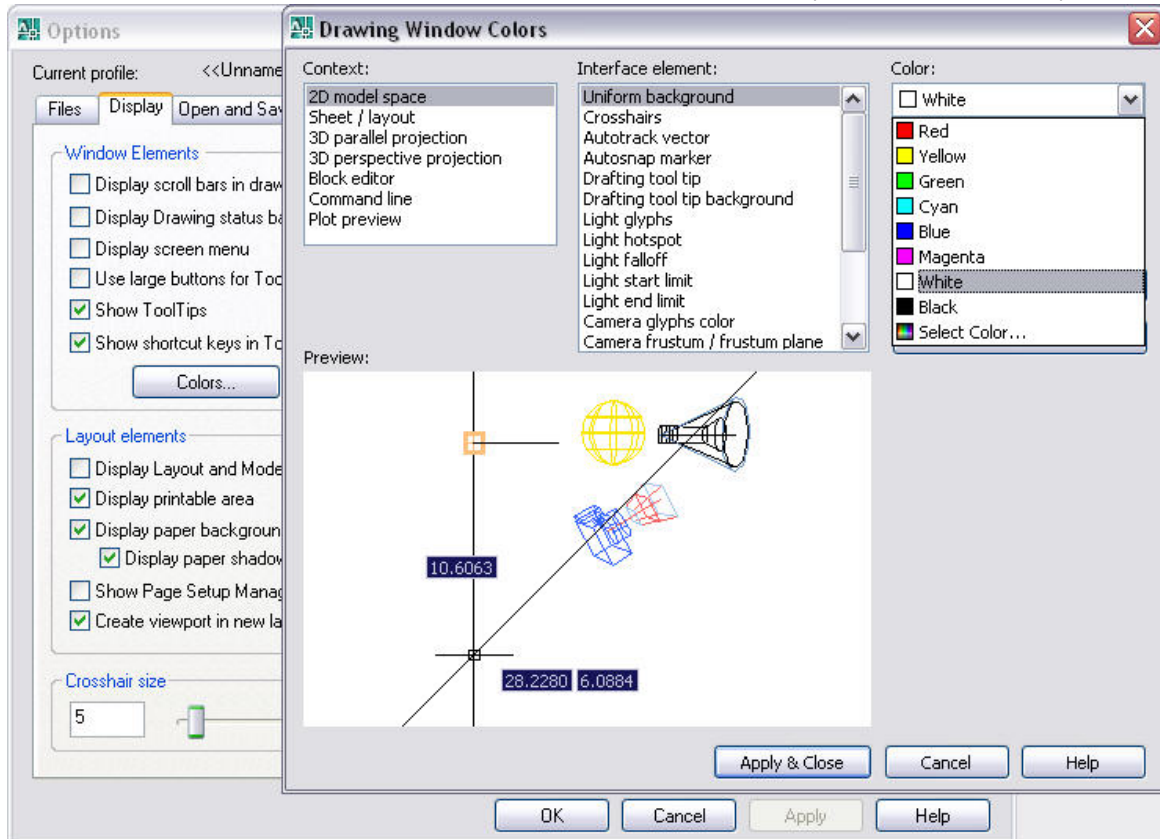 Options
Current profile: <<Unname
Files Display Open and Sav
Window Elements
Display scroll bars in draw
Display Drawing status ba
Display screen menu
Use large buttons for Too
Show ToolTips
Show shortcut keys in To
Colors...
Layout elements
Display Layout and Mode
Display printable area
Display paper backgroun
Display paper shadov
Show Page Setup Manag
Create viewport in new la
Crosshair size
5
Drawing Window Colors
Context:
2D model space
Sheet / layout
3D parallel projection
3D perspective projection
Block editor
Command line
Plot preview
Interface element:
Uniform background
Crosshairs
Autotrack vector
Autosnap marker
Drafting tool tip
Drafting tool tip background
Light glyphs
Light hotspot
Light falloff
Light start limit
Light end limit
Camera glyphs color
Camera frustum / frustum plane
Color:
White
Red
Yellow
Green
Cyan
Blue
Magenta
White
Black
Select Color...
Preview:
10.6063
28.2280 6.0884
Apply & Close Cancel Help
OK Cancel Apply Help